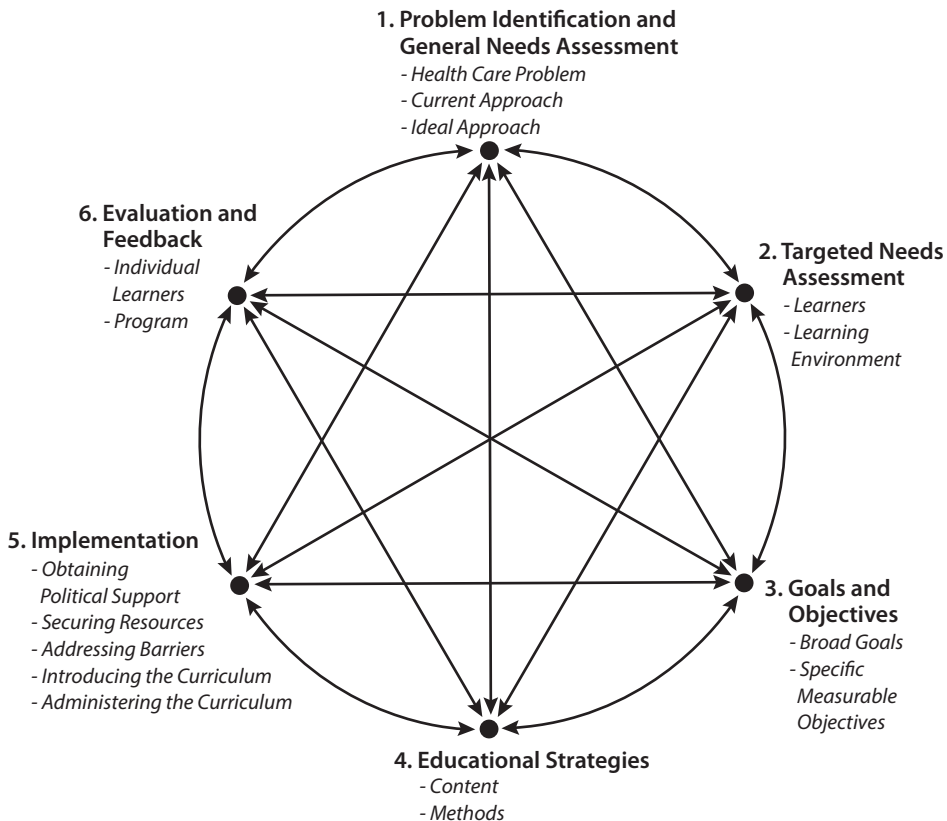 1. Problem Identification and
General Needs Assessment
- Health Care Problem
- Current Approach
- Ideal Approach
2. Targeted Needs
Assessment
- Learners
- Learning
Environment
3. Goals and
Objectives
- Broad Goals
- Specific
Measurable
Objectives
4. Educational Strategies
- Content
- Methods
5. Implementation
- Obtaining
Political Support
- Securing Resources
- Addressing Barriers
- Introducing the Curriculum
- Administering the Curriculum
6. Evaluation and
Feedback
- Individual
Learners
- Program